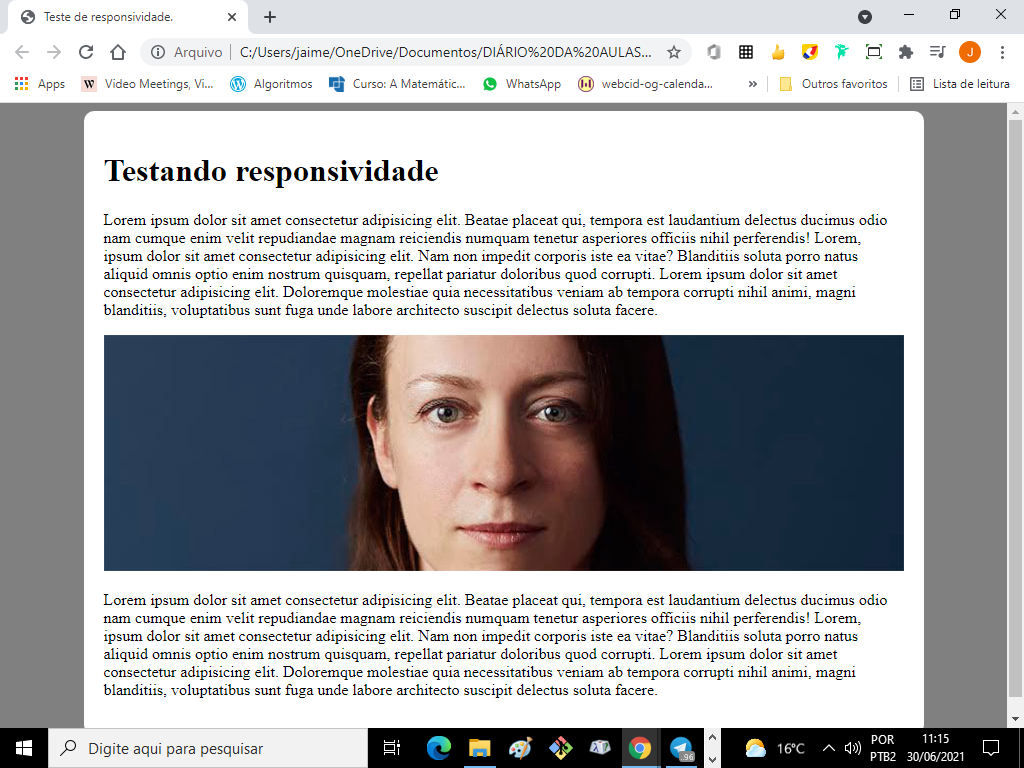 Teste de responsividade.
Arquivo | C:/Users/jaime/OneDrive/Documentos/DIÁRIO%20DA%20AULAS...
J
Apps
W Video Meetings, Vi...
Algoritmos
Curso: A Matemátic...
WhatsApp
webcid-og-calenda...
»
Outros favoritos
Lista de leitura
Testando responsividade
Lorem ipsum dolor sit amet consectetur adipisicing elit. Beatae placeat qui, tempora est laudantium delectus ducimus odio
nam cumque enim velit repudiandae magnam reiciendis numquam tenetur asperiores officiis nihil perferendis! Lorem,
ipsum dolor sit amet consectetur adipisicing elit. Nam non impedit corporis iste ea vitae? Blanditiis soluta porro natus
aliquid omnis optio enim nostrum quisquam, repellat pariatur doloribus quod corrupti. Lorem ipsum dolor sit amet
consectetur adipisicing elit. Doloremque molestiae quia necessitatibus veniam ab tempora corrupti nihil animi, magni
blanditiis, voluptatibus sunt fuga unde labore architecto suscipit delectus soluta facere.
Lorem ipsum dolor sit amet consectetur adipisicing elit. Beatae placeat qui, tempora est laudantium delectus ducimus odio
nam cumque enim velit repudiandae magnam reiciendis numquam tenetur asperiores officiis nihil perferendis! Lorem,
ipsum dolor sit amet consectetur adipisicing elit. Nam non impedit corporis iste ea vitae? Blanditiis soluta porro natus
aliquid omnis optio enim nostrum quisquam, repellat pariatur doloribus quod corrupti. Lorem ipsum dolor sit amet
consectetur adipisicing elit. Doloremque molestiae quia necessitatibus veniam ab tempora corrupti nihil animi, magni
blanditiis, voluptatibus sunt fuga unde labore architecto suscipit delectus soluta facere.
Digite aqui para pesquisar
96
16°C
POR
PTB2
11:15
30/06/2021